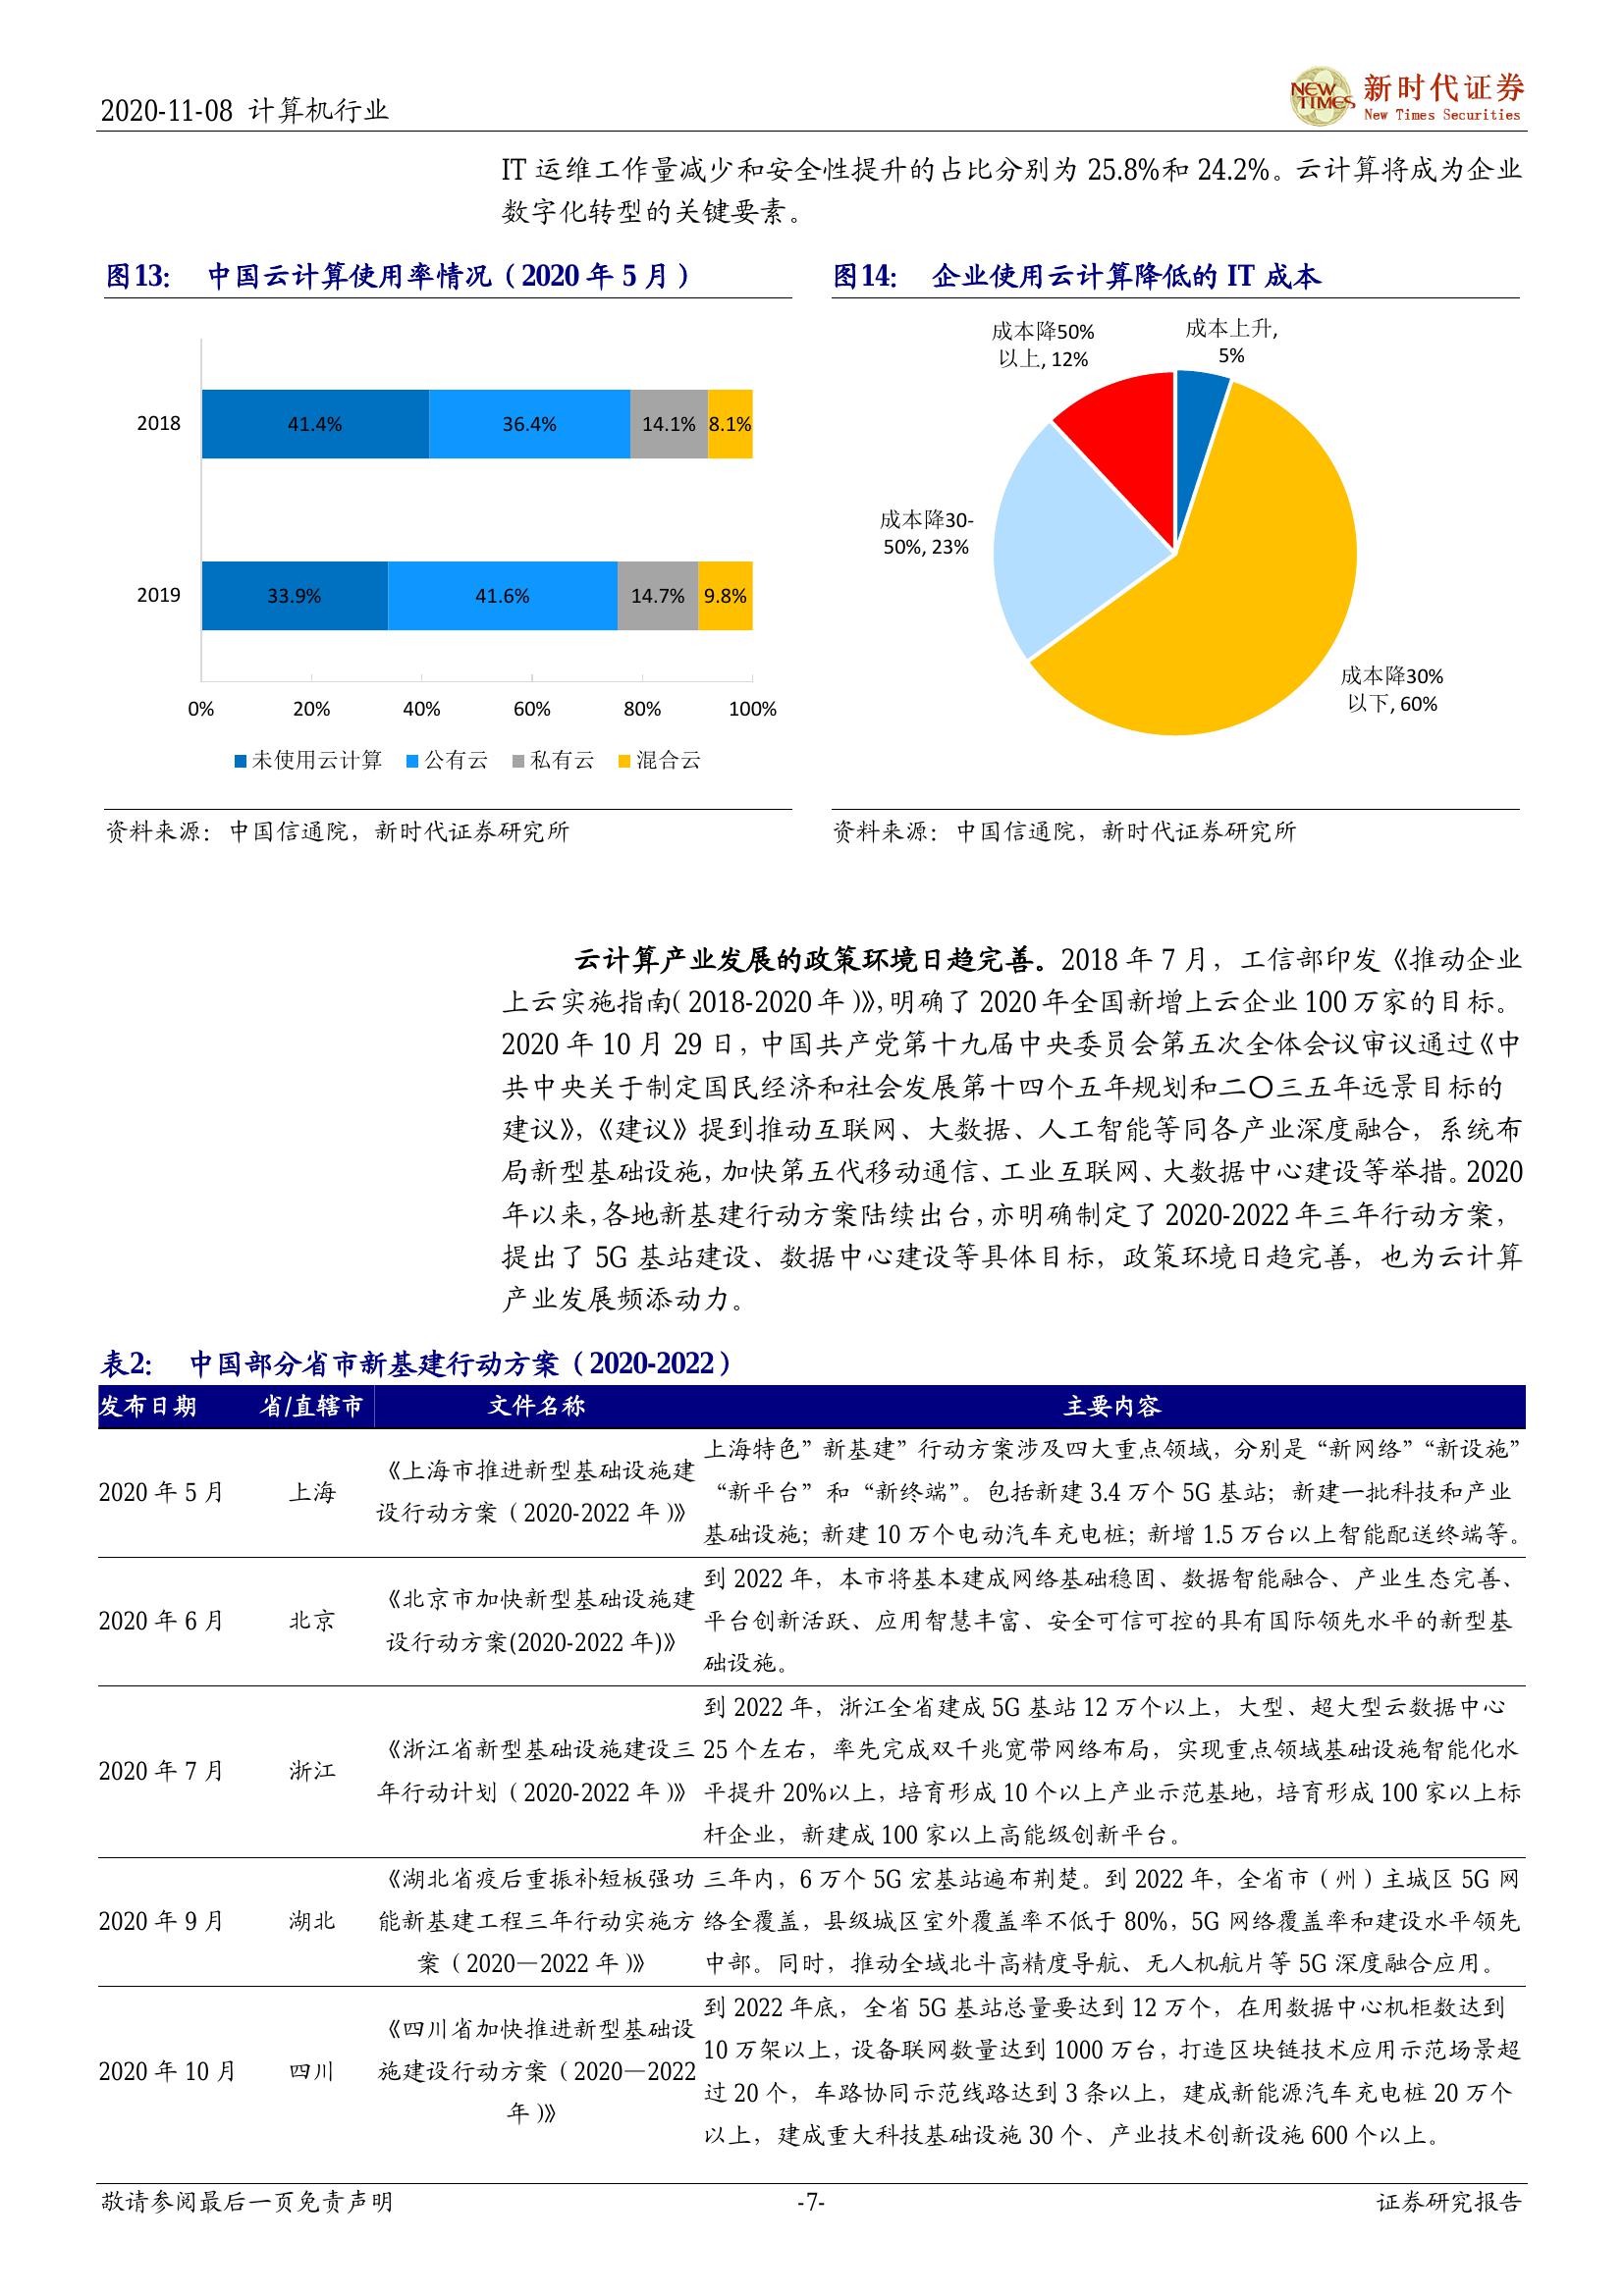 2020-11-08 计算机行业
NEW TIMES
新时代证券
New Times Securities
IT 运维工作量减少和安全性提升的占比分别为 25.8%和 24.2%。云计算将成为企业
数字化转型的关键要素。
图13： 中国云计算使用率情况（2020 年 5 月）
2018
41.4% 36.4% 14.1% 8.1%
2019
33.9% 41.6% 14.7% 9.8%
0% 20% 40% 60% 80% 100%
未使用云计算 公有云 私有云 混合云
资料来源：中国信通院，新时代证券研究所
图14： 企业使用云计算降低的 IT 成本
成本降50%
以上, 12%
成本上升,
5%
成本降30-
50%, 23%
成本降30%
以下, 60%
资料来源：中国信通院，新时代证券研究所
云计算产业发展的政策环境日趋完善。2018 年 7 月，工信部印发《推动企业
上云实施指南（2018-2020 年）》，明确了 2020 年全国新增上云企业 100 万家的目标。
2020 年 10 月 29 日，中国共产党第十九届中央委员会第五次全体会议审议通过《中
共中央关于制定国民经济和社会发展第十四个五年规划和二〇三五年远景目标的
建议》，《建议》提到推动互联网、大数据、人工智能等同各产业深度融合，系统布
局新型基础设施，加快第五代移动通信、工业互联网、大数据中心建设等举措。2020
年以来，各地新基建行动方案陆续出台，亦明确制定了 2020-2022 年三年行动方案，
提出了 5G 基站建设、数据中心建设等具体目标，政策环境日趋完善，也为云计算
产业发展频添动力。
表2： 中国部分省市新基建行动方案（2020-2022）
发布日期 省/直辖市 文件名称 主要内容
2020 年 5 月
上海
《上海市推进新型基础设施建
设行动方案（2020-2022 年）》
上海特色”新基建”行动方案涉及四大重点领域，分别是“新网络”“新设施”
“新平台”和“新终端”。包括新建 3.4 万个 5G 基站；新建一批科技和产业
基础设施；新建 10 万个电动汽车充电桩；新增 1.5 万台以上智能配送终端等。
2020 年 6 月
北京
《北京市加快新型基础设施建
设行动方案(2020-2022 年)》
到 2022 年，本市将基本建成网络基础稳固、数据智能融合、产业生态完善、
平台创新活跃、应用智慧丰富、安全可信可控的具有国际领先水平的新型基
础设施。
2020 年 7 月
浙江
《浙江省新型基础设施建设三
年行动计划（2020-2022 年）》
到 2022 年，浙江全省建成 5G 基站 12 万个以上，大型、超大型云数据中心
25 个左右，率先完成双千兆宽带网络布局，实现重点领域基础设施智能化水
平提升 20%以上，培育形成 10 个以上产业示范基地，培育形成 100 家以上标
杆企业，新建成 100 家以上高能级创新平台。
2020 年 9 月
湖北
《湖北省疫后重振补短板强功
能新基建工程三年行动实施方
案（2020—2022 年）》
三年内，6 万个 5G 宏基站遍布荆楚。到 2022 年，全省市（州）主城区 5G 网
络全覆盖，县级城区室外覆盖率不低于 80%，5G 网络覆盖率和建设水平领先
中部。同时，推动全域北斗高精度导航、无人机航片等 5G 深度融合应用。
2020 年 10 月
四川
《四川省加快推进新型基础设
施建设行动方案（2020—2022
年）》
到 2022 年底，全省 5G 基站总量要达到 12 万个，在用数据中心机柜数达到
10 万架以上，设备联网数量达到 1000 万台，打造区块链技术应用示范场景超
过 20 个，车路协同示范线路达到 3 条以上，建成新能源汽车充电桩 20 万个
以上，建成重大科技基础设施 30 个、产业技术创新设施 600 个以上。
敬请参阅最后一页免责声明
-7-
证券研究报告